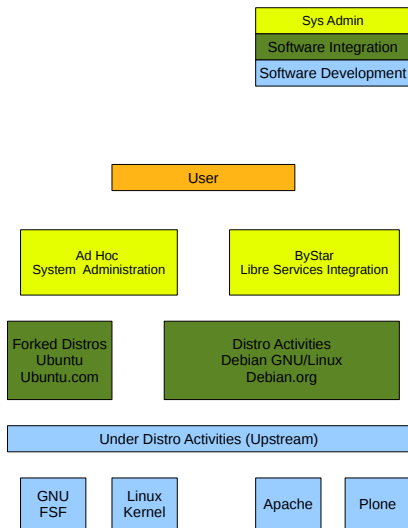 Sys Admin
Software Integration
Software Development
User
Ad Hoc
System Administration
ByStar
Libre Services Integration
Forked Distros
Ubuntu
Ubuntu.com
Distro Activities
Debian GNU/Linux
Debian.org
Under Distro Activities (Upstream)
GNU
FSF
Linux
Kernel
Apache
Plone